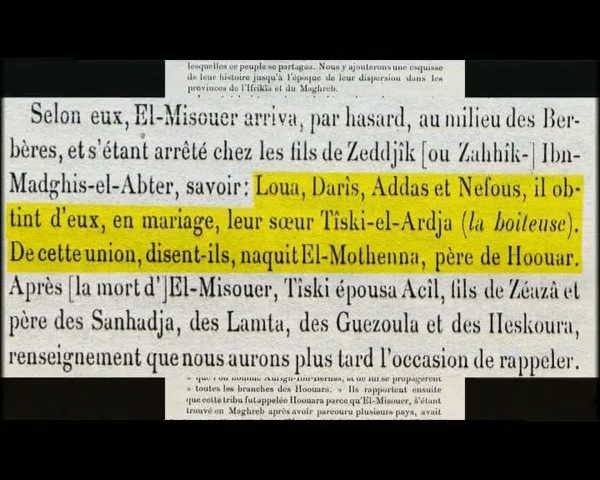 lesquelles ce peuple se partagea. Nous y ajouterons une esquisse
de leur histoire jusqu'à l'époque de leur dispersion dans les
provinces de l'Ifrîkïa et du Maghreb.
Selon eux, El-Misouer arriva, par hasard, au milieu des Ber-
bères, et s'étant arrêté chez les fils de Zeddjîk [ou Zahhîk-] Ibn-
Madghis-el-Abter, savoir: Loua, Darîs, Addas et Nefous, il ob-
tint d'eux, en mariage, leur sœur Tîski-el-Ardja (la boiteuse).
De cette union, disent-ils, naquit El-Mothenna, père de Hoouar.
Après [la mort d']El-Misouer, Tîski épousa Acîl, fils de Zéazâ et
père des Sanhadja, des Lamta, des Guezoula et des Heskoura,
renseignement que nous aurons plus tard l'occasion de rappeler.
» toutes les branches des Hoouara. » Ils rapportent ensuite
que cette tribu fut appelée Hoouara parce qu'El-Misouer, s'étant
trouvé en Maghreb après avoir parcouru plusieurs pays, avait